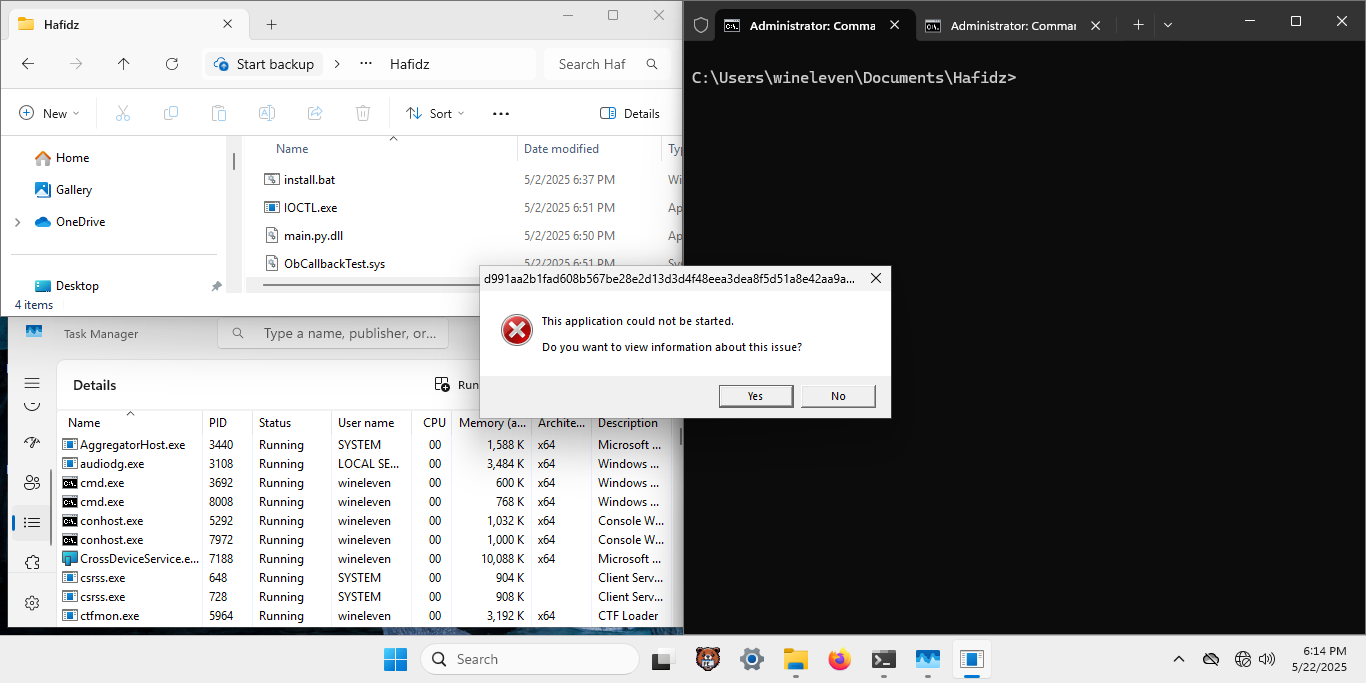 Hafidz
Start backup
Hafidz
Search Haf
New
Sort
Details
Home
Gallery
OneDrive
Desktop
4 items
Name Date modified
install.bat 5/2/2025 6:37 PM
IOCTL.exe 5/2/2025 6:51 PM
main.py.dll 5/2/2025 6:50 PM
ObCallbackTest.sys 5/2/2025 6:51 PM
Administrator: Comma
Administrator: Commar
C:\Users\wineleven\Documents\Hafidz>
d991aa2b1fad608b567be28e2d13d3d4f48eea3dea8f5d51a8e42aa9a...
This application could not be started.
Do you want to view information about this issue?
Yes No
Task Manager
Type a name, publisher, or...
Details
Run
Name PID Status User name CPU Memory (a... Archite... Description
AggregatorHost.exe 3440 Running SYSTEM 00 1,588 K x64 Microsoft ...
audiodg.exe 3108 Running LOCAL SE... 00 3,484 K x64 Windows ...
cmd.exe 3692 Running wineleven 00 600 K x64 Windows ...
cmd.exe 8008 Running wineleven 00 768 K x64 Windows ...
conhost.exe 5292 Running wineleven 00 1,032 K x64 Console W...
conhost.exe 7972 Running wineleven 00 1,000 K x64 Console W...
CrossDeviceService.e... 7188 Running wineleven 00 10,088 K x64 Microsoft ...
csrss.exe 648 Running SYSTEM 00 904 K Client Serv...
csrss.exe 728 Running SYSTEM 00 908 K Client Serv...
ctfmon.exe 5964 Running wineleven 00 3,192 K x64 CTF Loader
Search
6:14 PM
5/22/2025